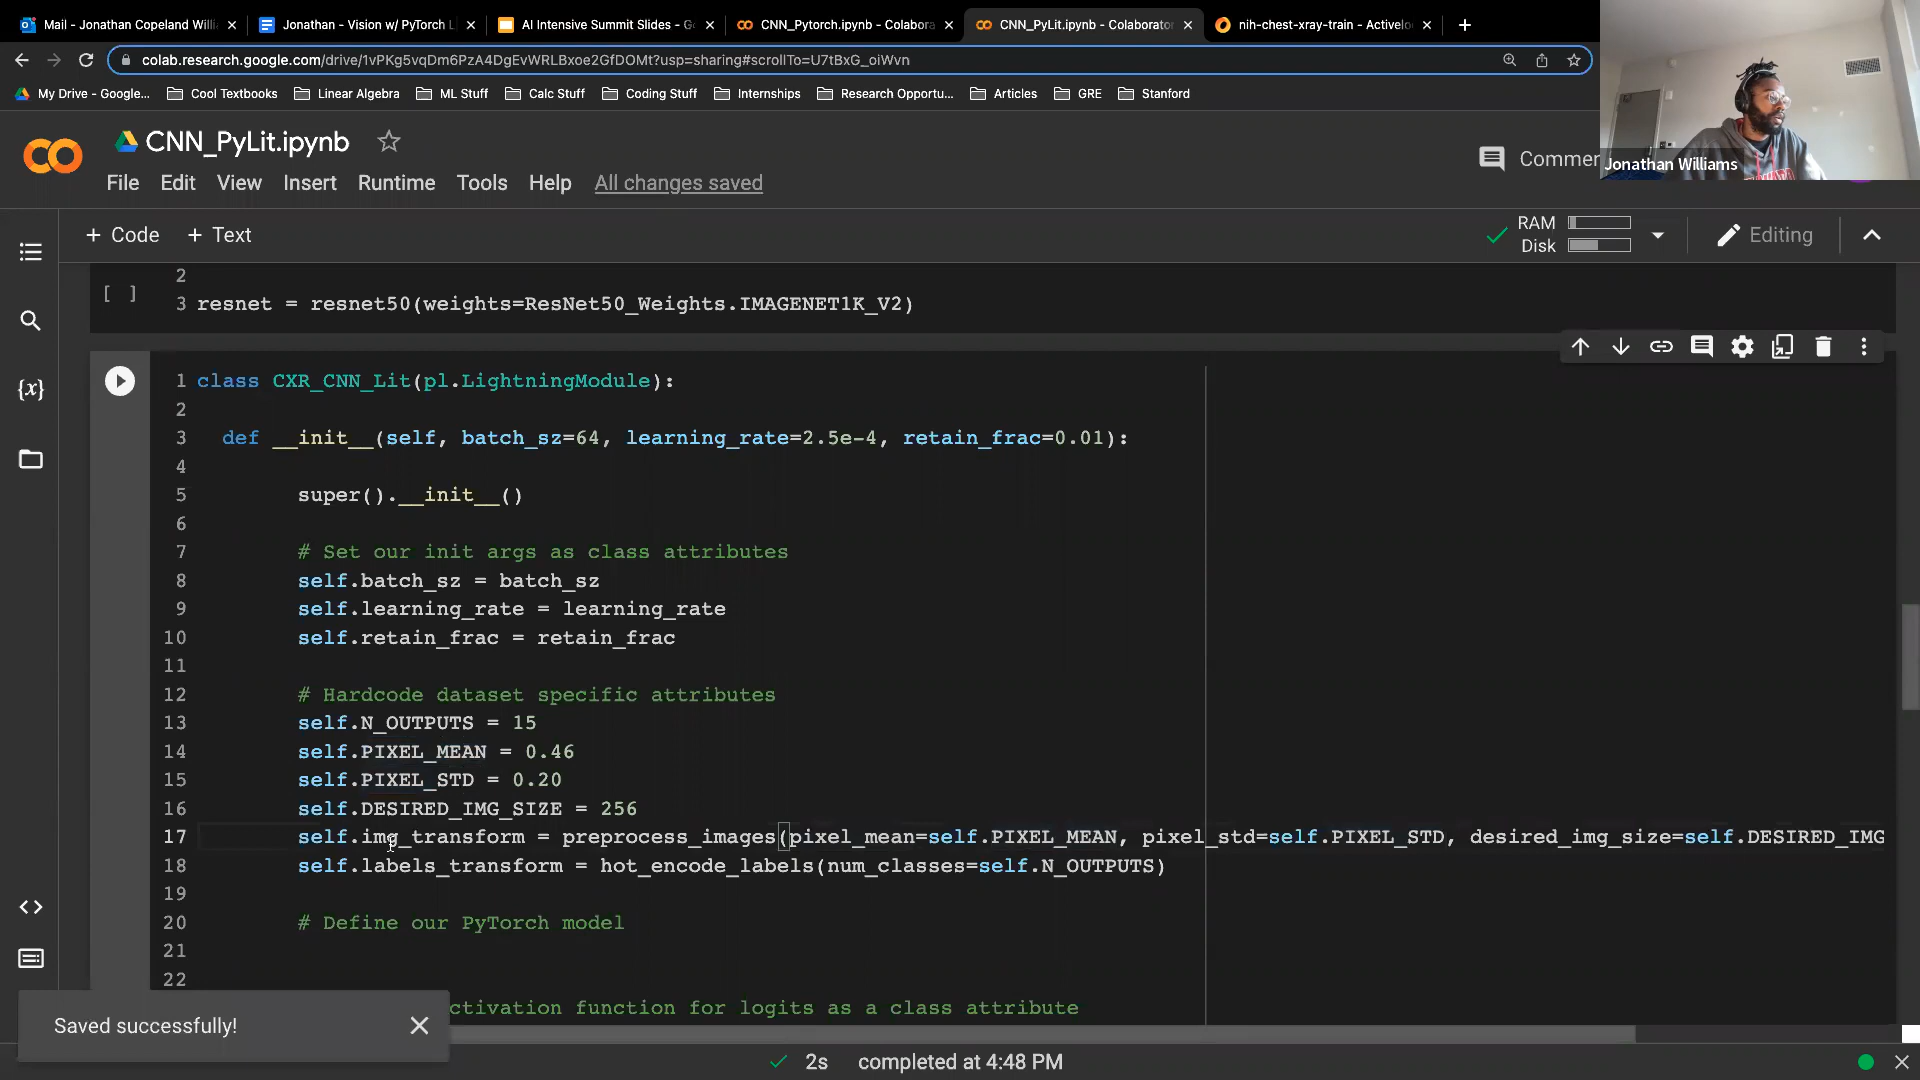 Mail - Jonathan Copeland Willi
Jonathan - Vision w/ PyTorch L
AI Intensive Summit Slides - Go
CNN_Pytorch.ipynb - Colabora
CNN_PyLit.ipynb - Colaborator
nih-chest-xray-train - Activelo
colab.research.google.com/drive/1vPKg5vqDm6PzA4DgEvWRLBxoe2GfDOMt?usp=sharing#scrollTo=U7tBxG_oiWvn
My Drive - Google...
Cool Textbooks
Linear Algebra
ML Stuff
Calc Stuff
Coding Stuff
Internships
Research Opportu...
Articles
GRE
Stanford
CNN_PyLit.ipynb
Commer
Jonathan Williams
File Edit View Insert Runtime Tools Help All changes saved
+ Code + Text
RAM
Disk
Editing
2
[ ]
3 resnet = resnet50(weights=ResNet50_Weights.IMAGENET1K_V2)
1 class CXR_CNN_Lit(pl.LightningModule):
2
3 def __init__(self, batch_sz=64, learning_rate=2.5e-4, retain_frac=0.01):
4
5 super().__init__()
6
7 # Set our init args as class attributes
8 self.batch_sz = batch_sz
9 self.learning_rate = learning_rate
10 self.retain_frac = retain_frac
11
12 # Hardcode dataset specific attributes
13 self.N_OUTPUTS = 15
14 self.PIXEL_MEAN = 0.46
15 self.PIXEL_STD = 0.20
16 self.DESIRED_IMG_SIZE = 256
17 self.img_transform = preprocess_images(pixel_mean=self.PIXEL_MEAN, pixel_std=self.PIXEL_STD, desired_img_size=self.DESIRED_IMG
18 self.labels_transform = hot_encode_labels(num_classes=self.N_OUTPUTS)
19
20 # Define our PyTorch model
21
22
ctivation function for logits as a class attribute
Saved successfully!
2s completed at 4:48 PM